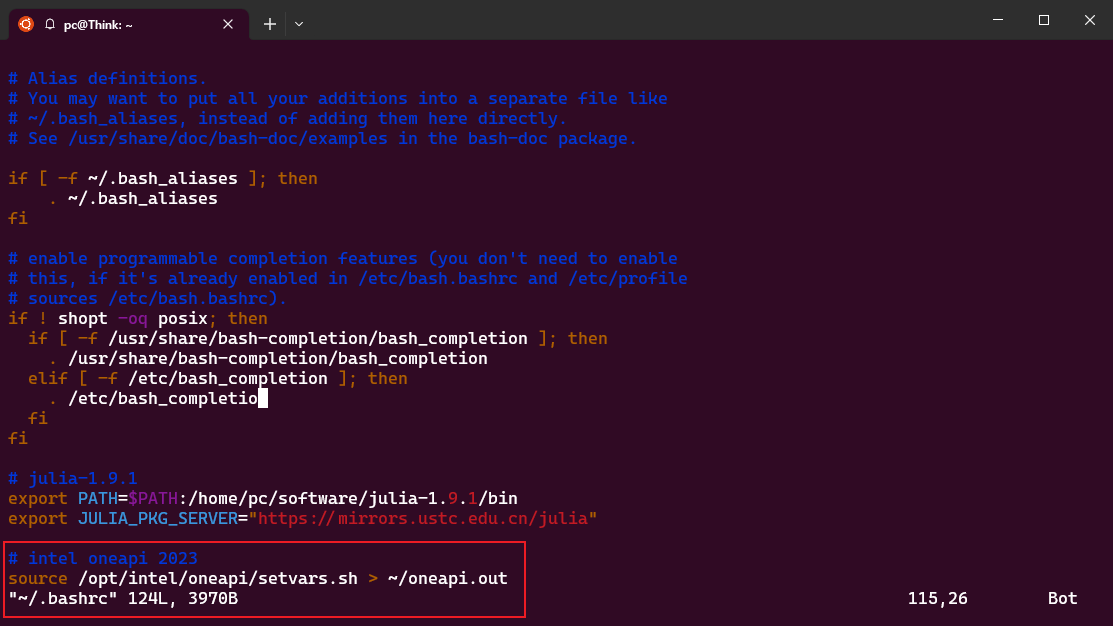 pc@Think: ~
# Alias definitions.
# You may want to put all your additions into a separate file like
# ~/.bash_aliases, instead of adding them here directly.
# See /usr/share/doc/bash-doc/examples in the bash-doc package.
if [ -f ~/.bash_aliases ]; then
    . ~/.bash_aliases
fi
# enable programmable completion features (you don't need to enable
# this, if it's already enabled in /etc/bash.bashrc and /etc/profile
# sources /etc/bash.bashrc).
if ! shopt -oq posix; then
  if [ -f /usr/share/bash-completion/bash_completion ]; then
    . /usr/share/bash-completion/bash_completion
  elif [ -f /etc/bash_completion ]; then
    . /etc/bash_completio
  fi
fi
# julia-1.9.1
export PATH=$PATH:/home/pc/software/julia-1.9.1/bin
export JULIA_PKG_SERVER="https://mirrors.ustc.edu.cn/julia"
# intel oneapi 2023
source /opt/intel/oneapi/setvars.sh > ~/oneapi.out
"~/.bashrc" 124L, 3970B 115,26 Bot